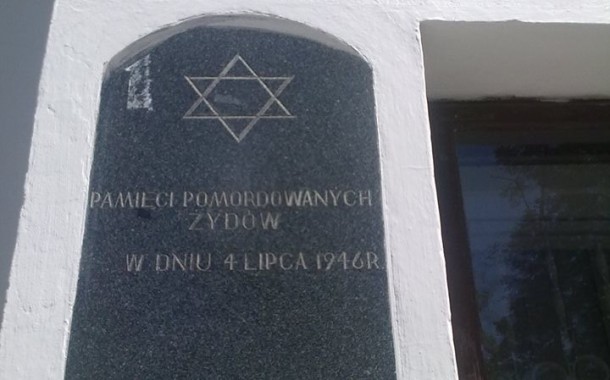 PAMIĘCI POMORDOWANYCH
ŻYDÓW
W DNIU 4 LIPCA 1946R.